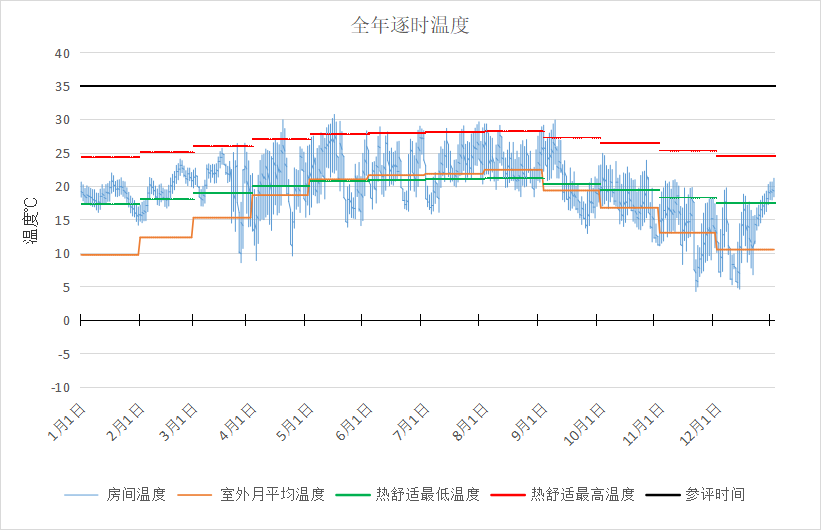 全年逐时温度
40
35
30
25
20
15
10
5
0
-5
-10
温度℃
1月1日
2月1日
3月1日
4月1日
5月1日
6月1日
7月1日
8月1日
9月1日
10月1日
11月1日
12月1日
房间温度 室外月平均温度 热舒适最低温度 热舒适最高温度 参评时间